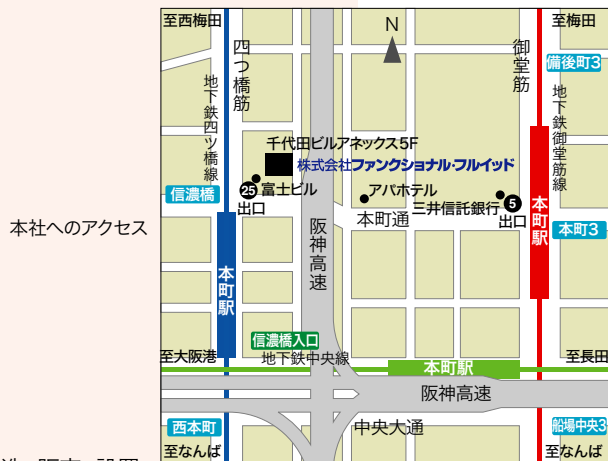 至西梅田
至梅田
N
四つ橋筋
御堂筋
備後町3
地下鉄四ツ橋線
地下鉄御堂筋線
千代田ビルアネックス5F
株式会社ファンクショナル・フルイッド
25
富士ビル
出口
信濃橋
アパホテル
三井信託銀行
5
出口
本町通
本町3
本社へのアクセス
阪神高速
本町駅
本町駅
信濃橋入口
至大阪港
地下鉄中央線
本町駅
至長田
阪神高速
西本町
中央大通
船場中央3
至なんば
至なんば